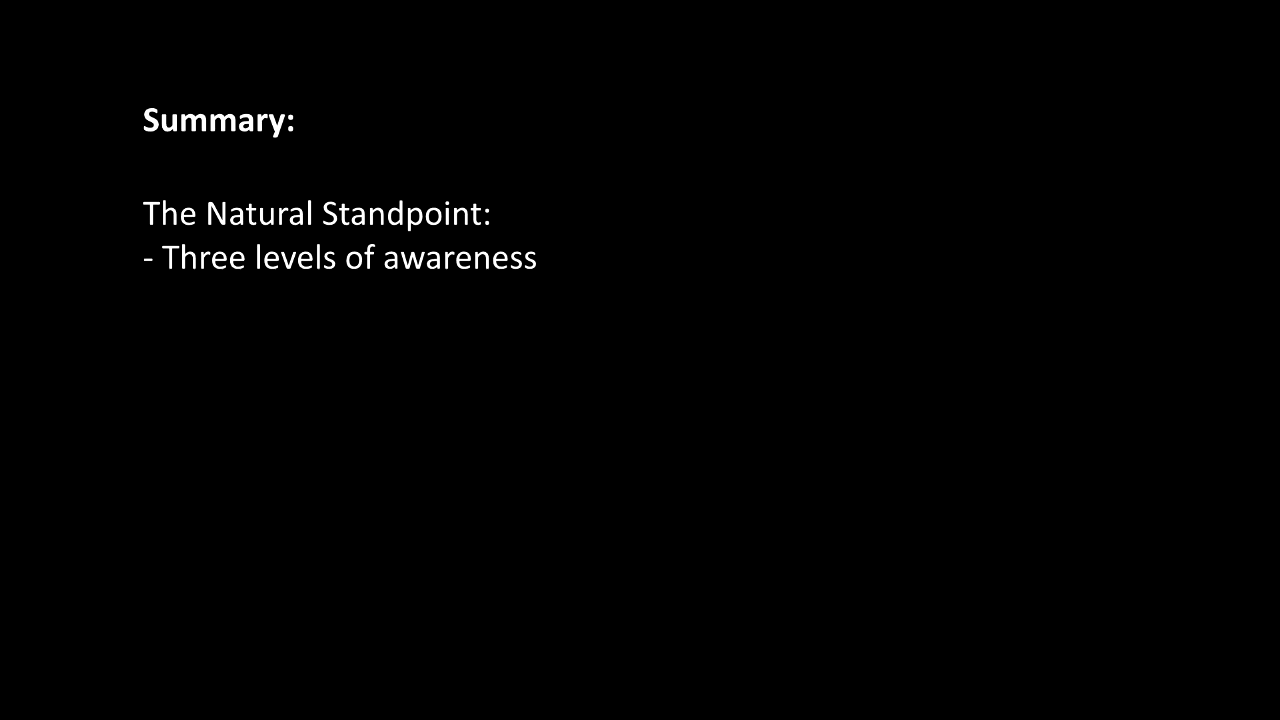 Summary:
The Natural Standpoint:
- Three levels of awareness